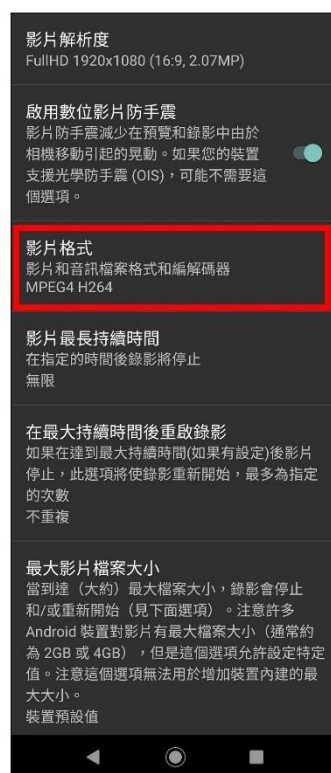 影片解析度
FullHD 1920x1080 (16:9, 2.07MP)
啟用數位影片防手震
影片防手震減少在預覽和錄影中由於
相機移動引起的晃動。如果您的裝置
支援光學防手震 (OIS)，可能不需要這
個選項。
影片格式
影片和音訊檔案格式和編解碼器
MPEG4 H264
影片最長持續時間
在指定的時間後錄影將停止
無限
在最大持續時間後重啟錄影
如果在達到最大持續時間(如果有設定)後影片
停止，此選項將使錄影重新開始，最多為指定
的次數
不重複
最大影片檔案大小
當到達（大約）最大檔案大小，錄影會停止
和/或重新開始（見下面選項）。注意許多
Android 裝置對影片有最大檔案大小（通常約
為 2GB 或 4GB），但是這個選項允許設定特定
值。注意這個選項無法用於增加裝置內建的最
大大小。
裝置預設值